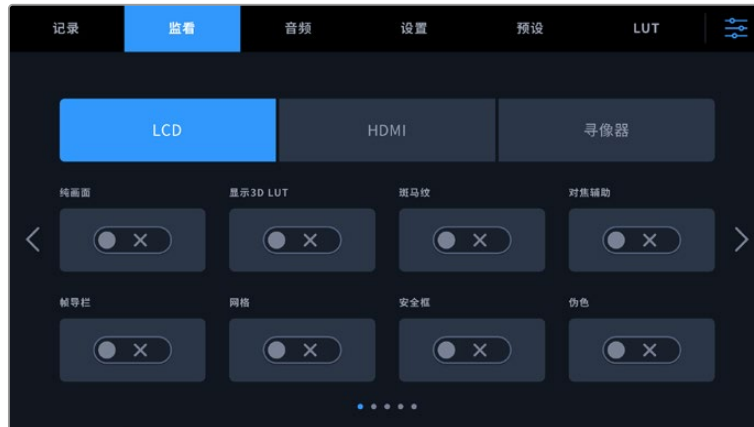 记录 监看 音频 设置 预设 LUT
LCD HDMI 寻像器
纯画面 显示3D LUT 斑马纹 对焦辅助
帧导栏 网格 安全框 伪色